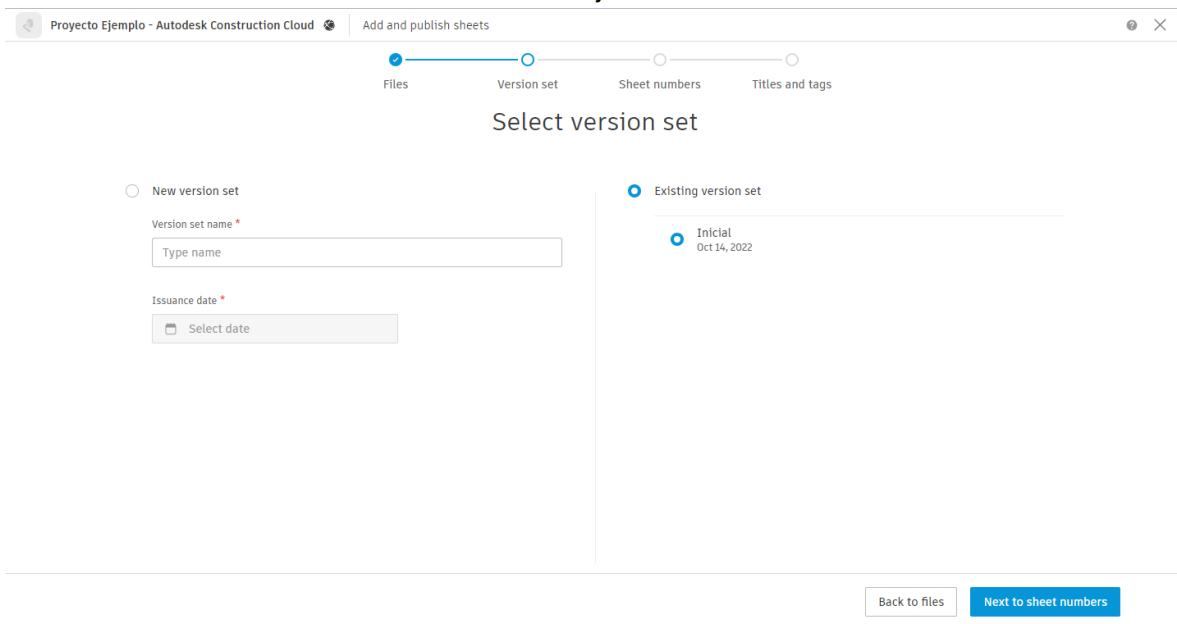 Proyecto Ejemplo - Autodesk Construction Cloud Add and publish sheets
Files Version set Sheet numbers Titles and tags
Select version set
New version set
Version set name *
Type name
Issuance date *
Select date
Existing version set
Inicial
Oct 14, 2022
Back to files Next to sheet numbers